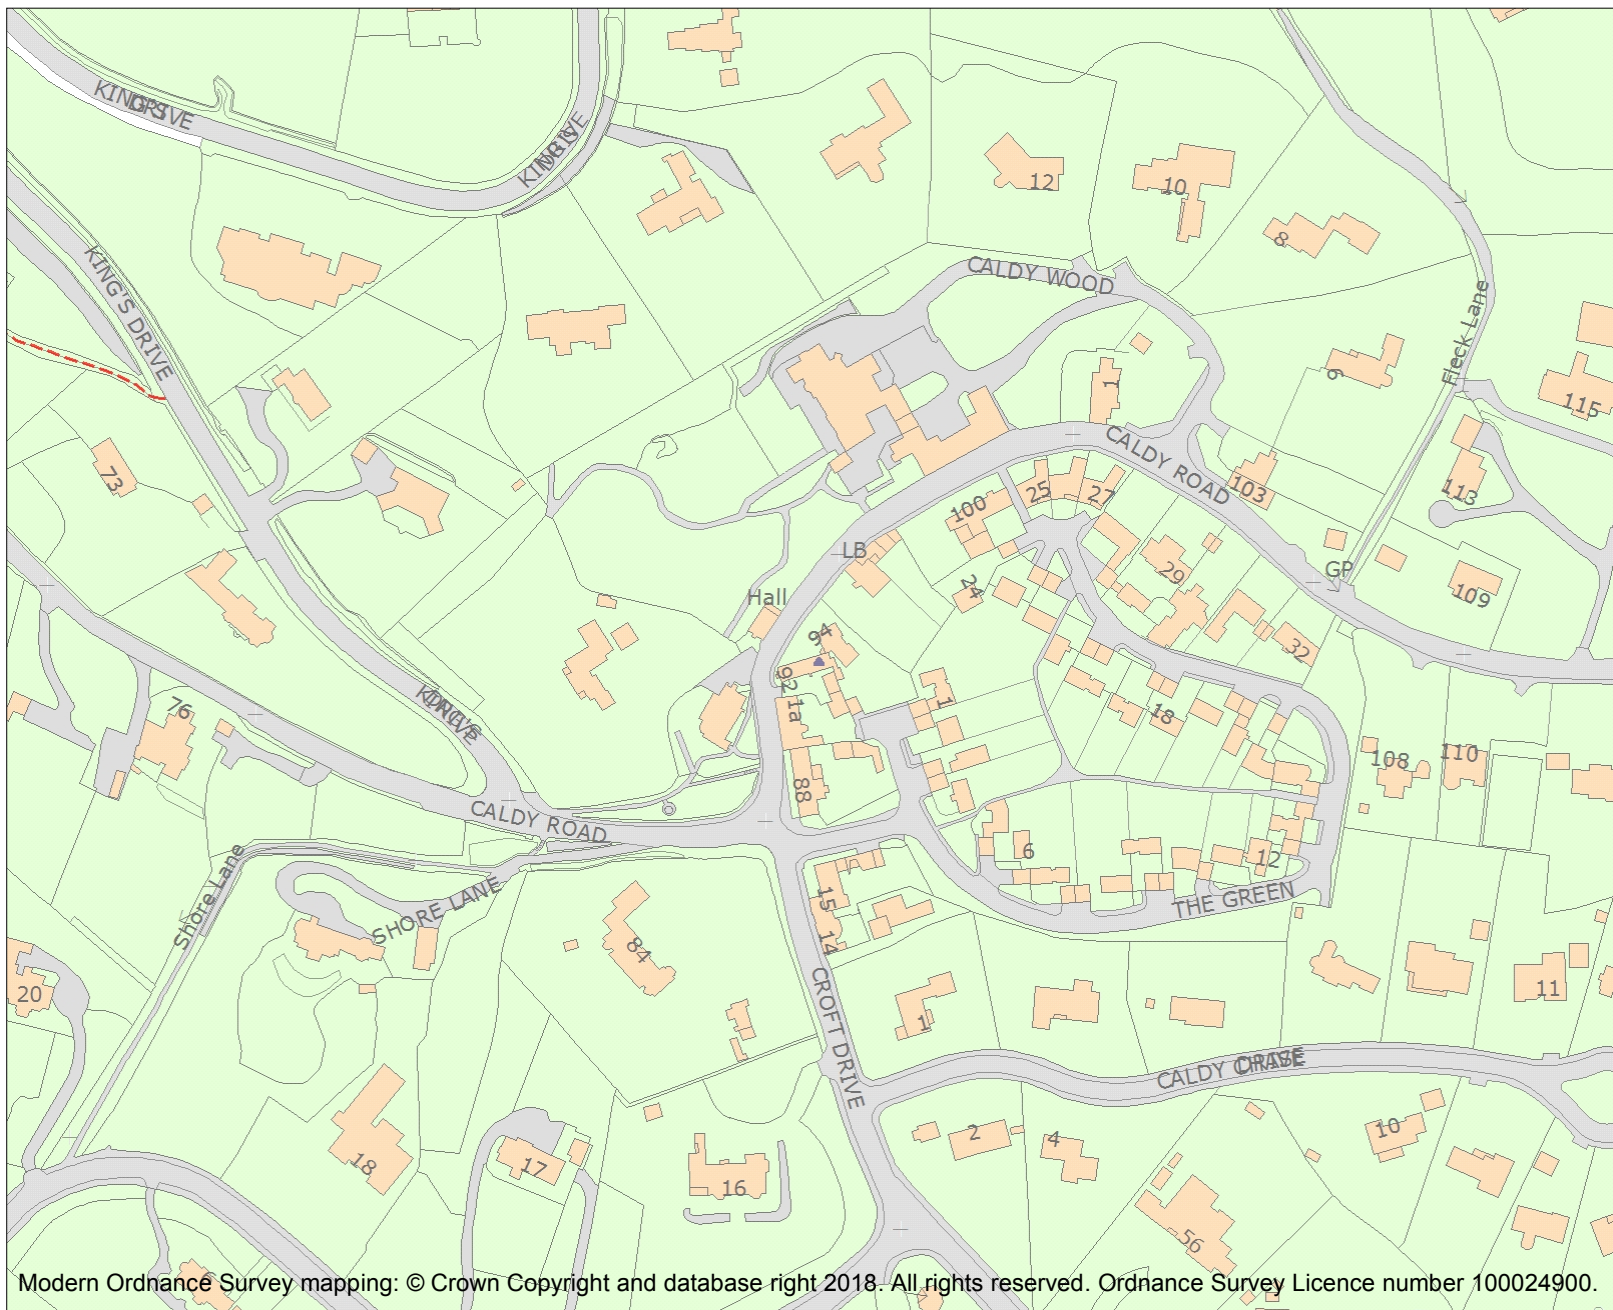 KING'S DRIVE
KING'S DRIVE
12
10
8
KING'S DRIVE
CALDY WOOD
Fleck Lane
1
9
115
CALDY ROAD
73
103
113
25
27
100
LB
29
GP
24
109
Hall
94
32
92
1a
1
76
KING'S DRIVE
18
108
110
88
CALDY ROAD
6
12
Shore Lane
SHORE LANE
15
THE GREEN
84
14
20
11
CROFT DRIVE
1
CALDY CHASE DRIVE
2
4
10
18
17
16
56
Modern Ordnance Survey mapping: © Crown Copyright and database right 2018. All rights reserved. Ordnance Survey Licence number 100024900.